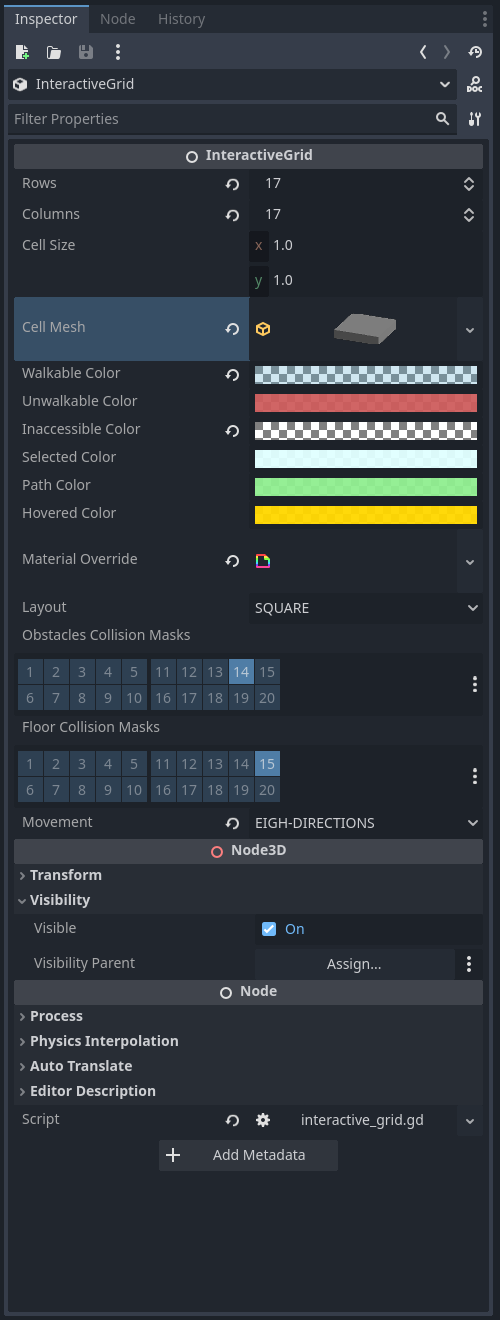 Inspector Node History
InteractiveGrid
DOC
Filter Properties
InteractiveGrid
Rows 17
Columns 17
Cell Size x 1.0
y 1.0
Cell Mesh
Walkable Color
Unwalkable Color
Inaccessible Color
Selected Color
Path Color
Hovered Color
Material Override
Layout SQUARE
Obstacles Collision Masks
1 2 3 4 5 11 12 13 14 15
6 7 8 9 10 16 17 18 19 20
Floor Collision Masks
1 2 3 4 5 11 12 13 14 15
6 7 8 9 10 16 17 18 19 20
Movement EIGH-DIRECTIONS
Node3D
Transform
Visibility
Visible On
Visibility Parent Assign...
Node
Process
Physics Interpolation
Auto Translate
Editor Description
Script interactive_grid.gd
Add Metadata